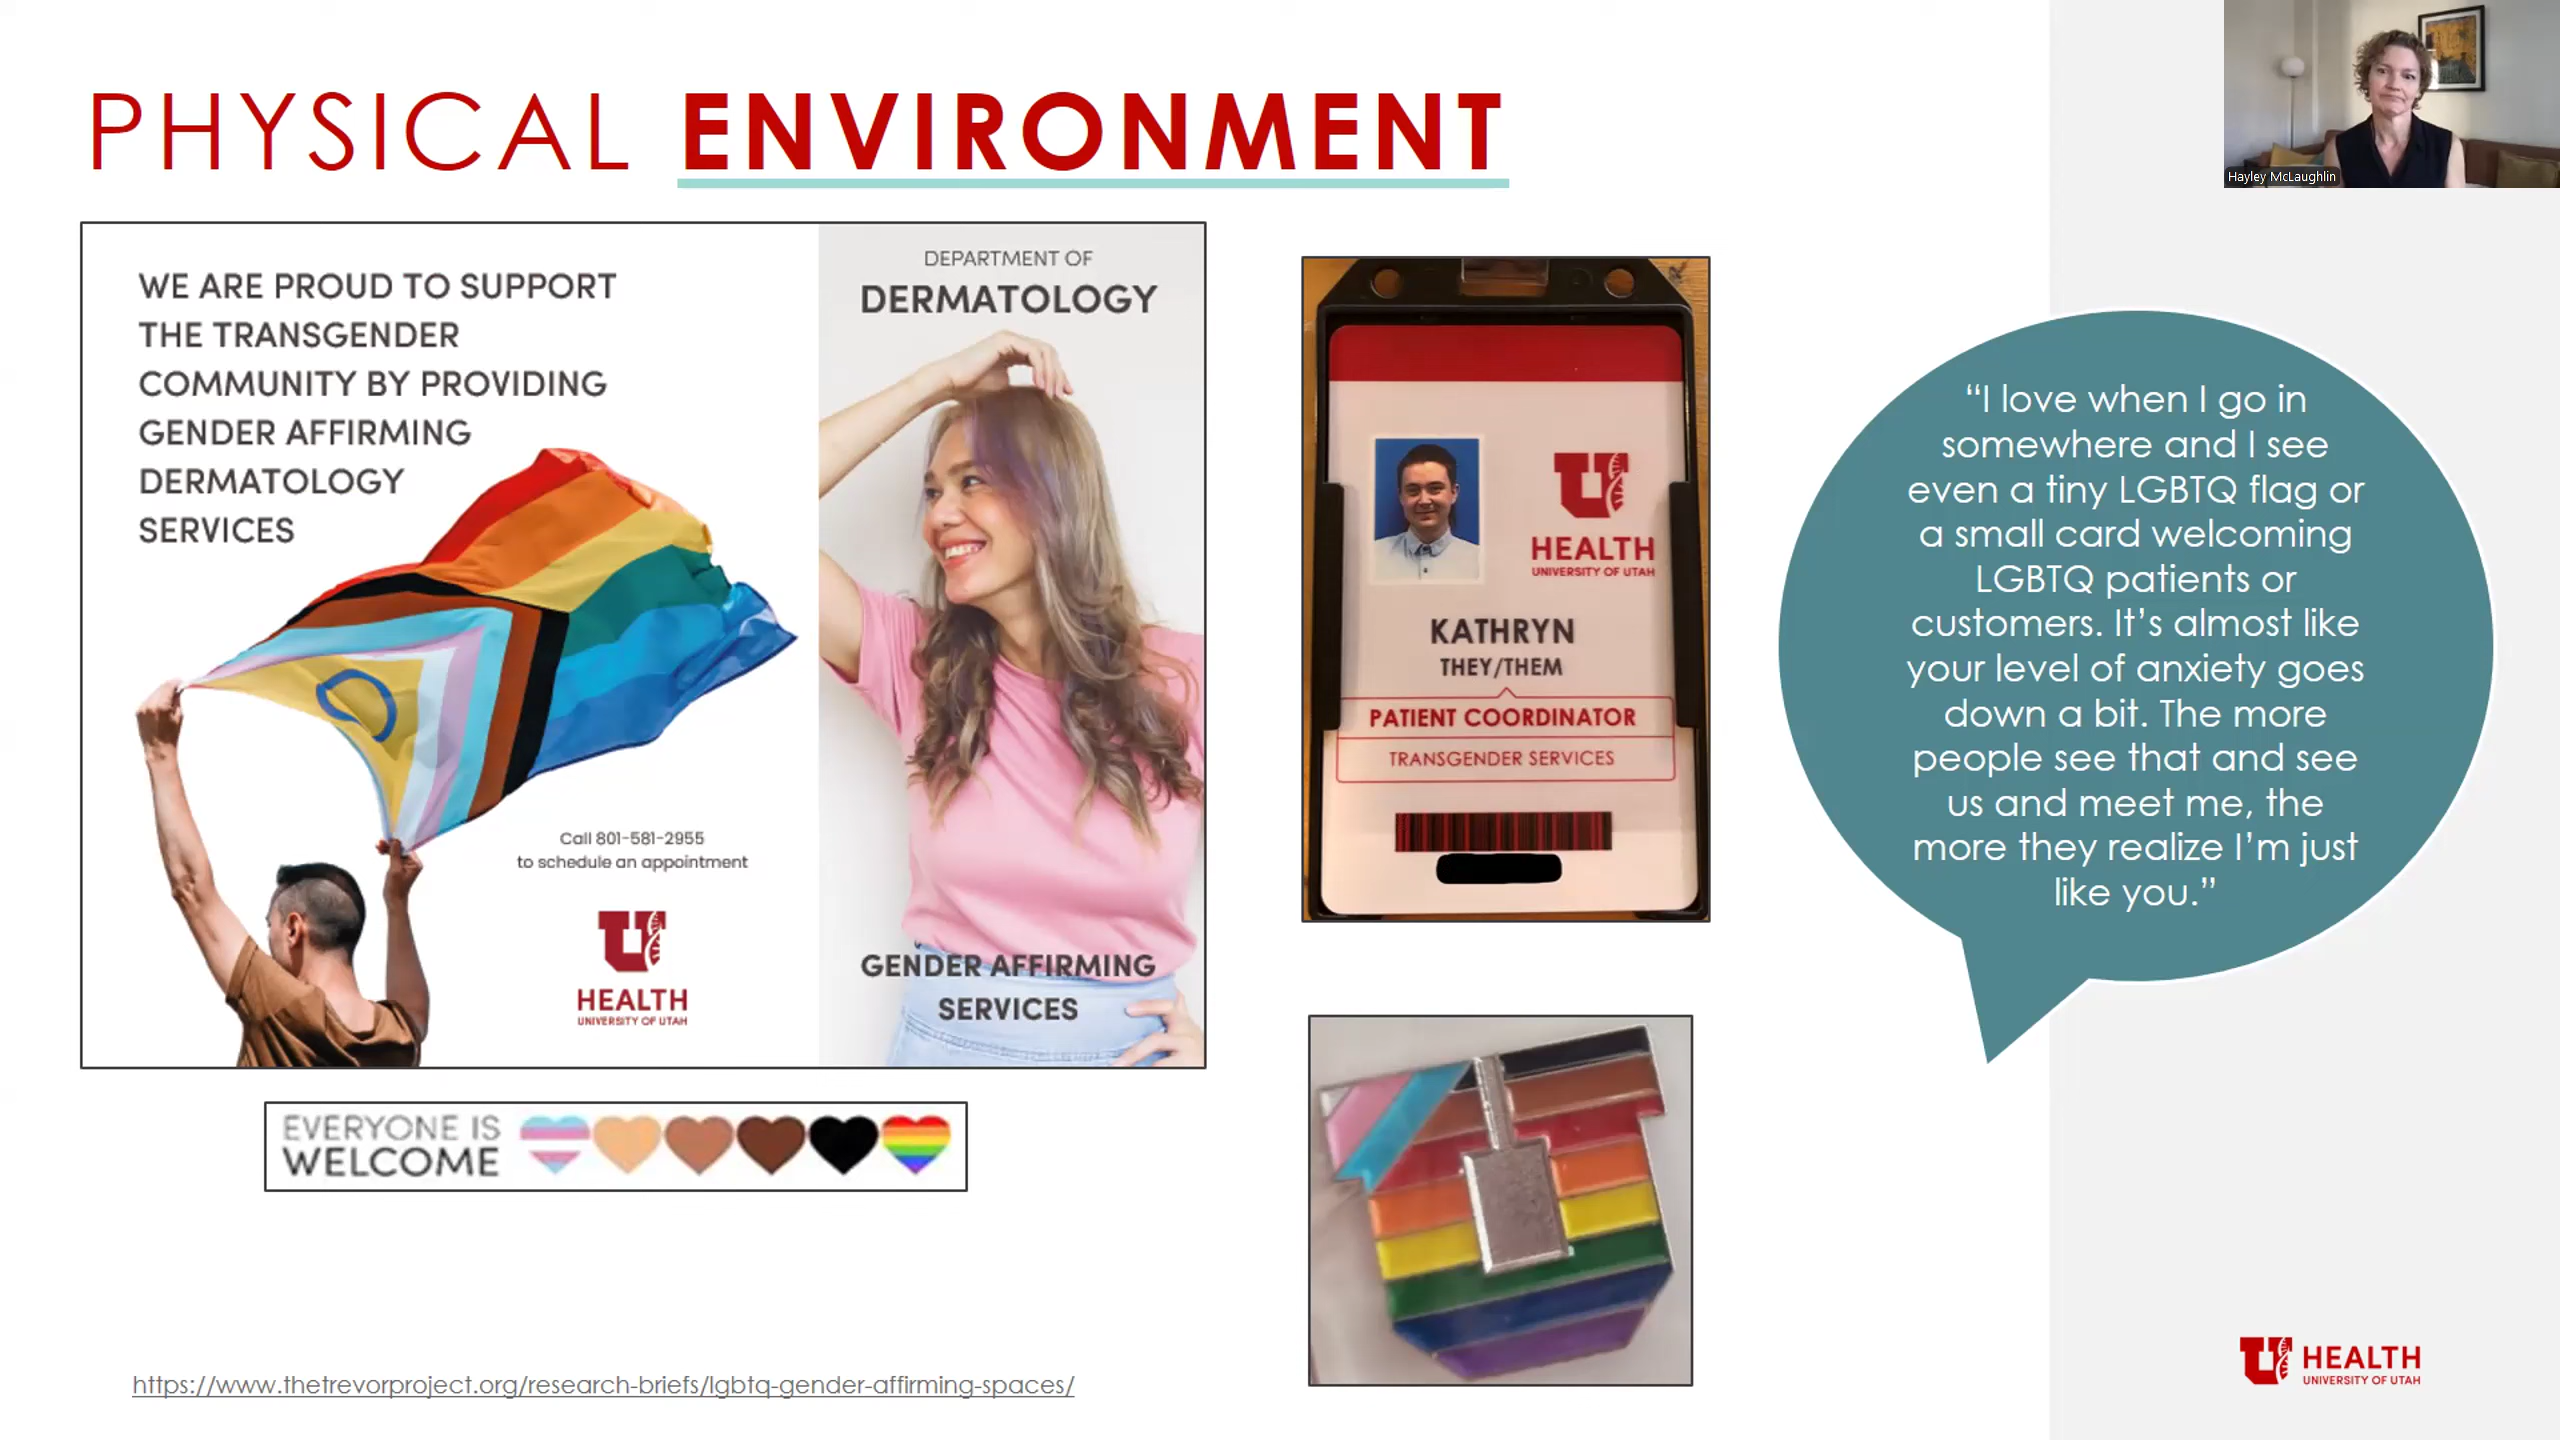 PHYSICAL ENVIRONMENT
Hayley McLaughlin
WE ARE PROUD TO SUPPORT
THE TRANSGENDER
COMMUNITY BY PROVIDING
GENDER AFFIRMING
DERMATOLOGY
SERVICES
Call 801-581-2955
to schedule an appointment
U
HEALTH
UNIVERSITY OF UTAH
DEPARTMENT OF
DERMATOLOGY
GENDER AFFIRMING
SERVICES
EVERYONE IS
WELCOME
U
HEALTH
UNIVERSITY OF UTAH
KATHRYN
THEY/THEM
PATIENT COORDINATOR
TRANSGENDER SERVICES
“I love when I go in
somewhere and I see
even a tiny LGBTQ flag or
a small card welcoming
LGBTQ patients or
customers. It’s almost like
your level of anxiety goes
down a bit. The more
people see that and see
us and meet me, the
more they realize I’m just
like you.”
https://www.thetrevorproject.org/research-briefs/lgbtq-gender-affirming-spaces/
U HEALTH
UNIVERSITY OF UTAH